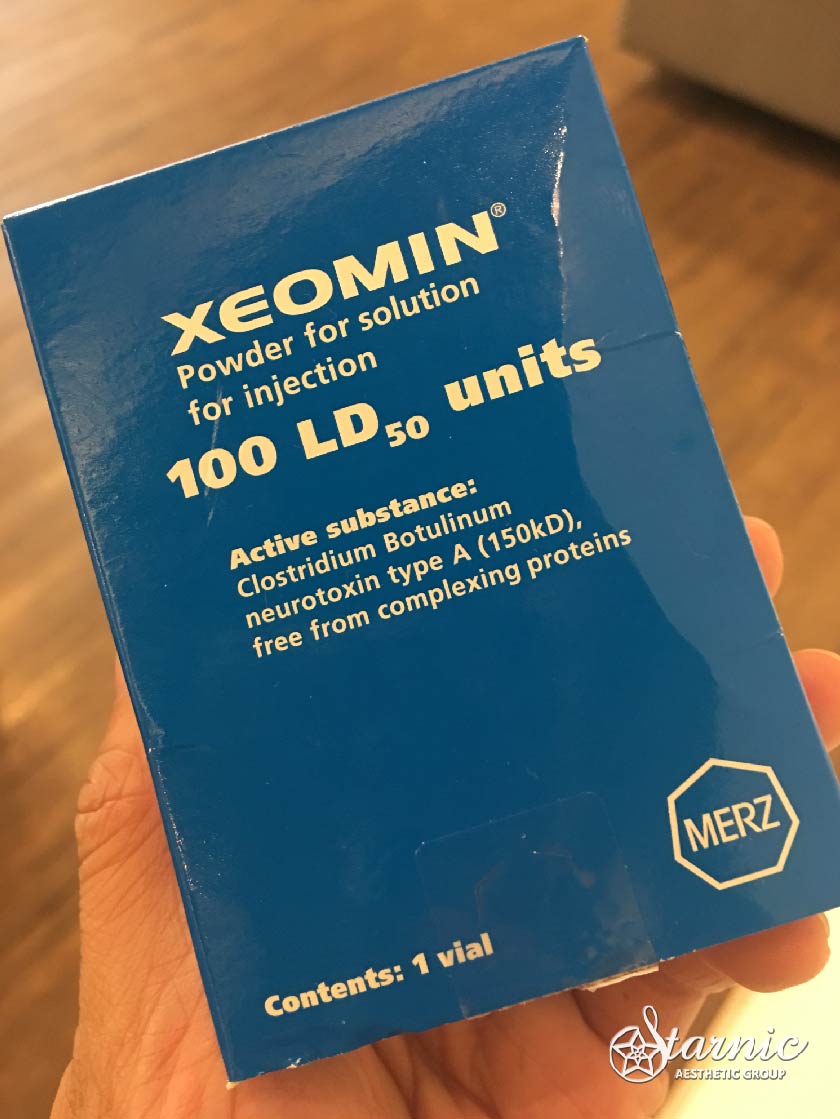 XEOMIN®
Powder for solution
for injection
100 LD₅₀ units
Active substance:
Clostridium Botulinum
neurotoxin type A (150kD),
free from complexing proteins
MERZ
Contents: 1 vial
Starnic
AESTHETIC GROUP